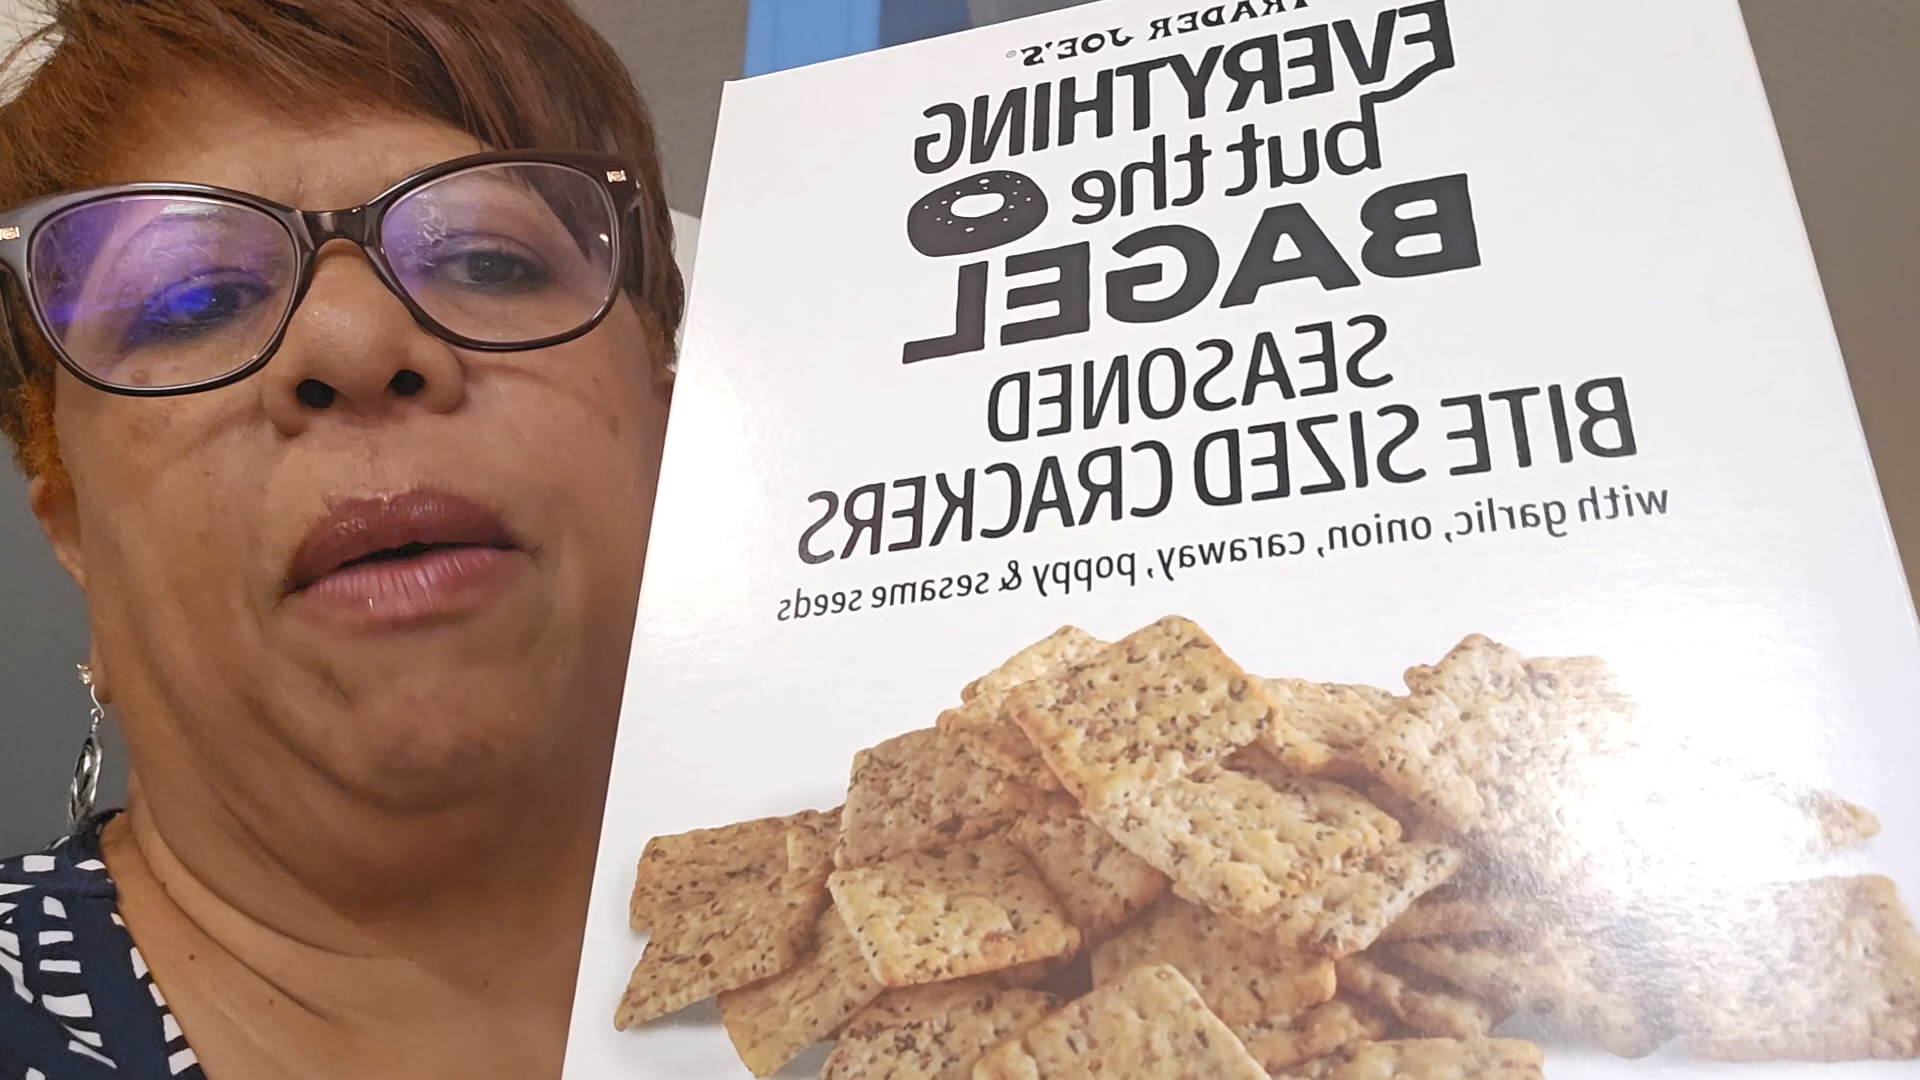 TRADER JOE'S®
EVERYTHING
but the
BAGEL
SEASONED
BITE SIZED CRACKERS
with garlic, onion, caraway, poppy & sesame seeds